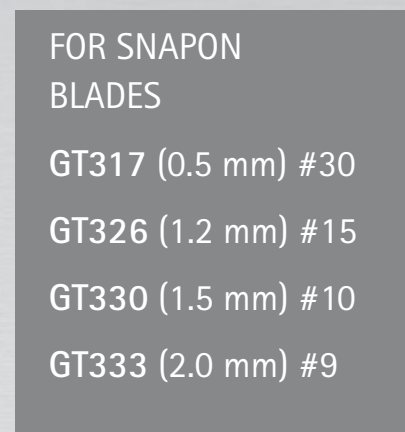 FOR SNAPON
BLADES
GT317 (0.5 mm) #30
GT326 (1.2 mm) #15
GT330 (1.5 mm) #10
GT333 (2.0 mm) #9